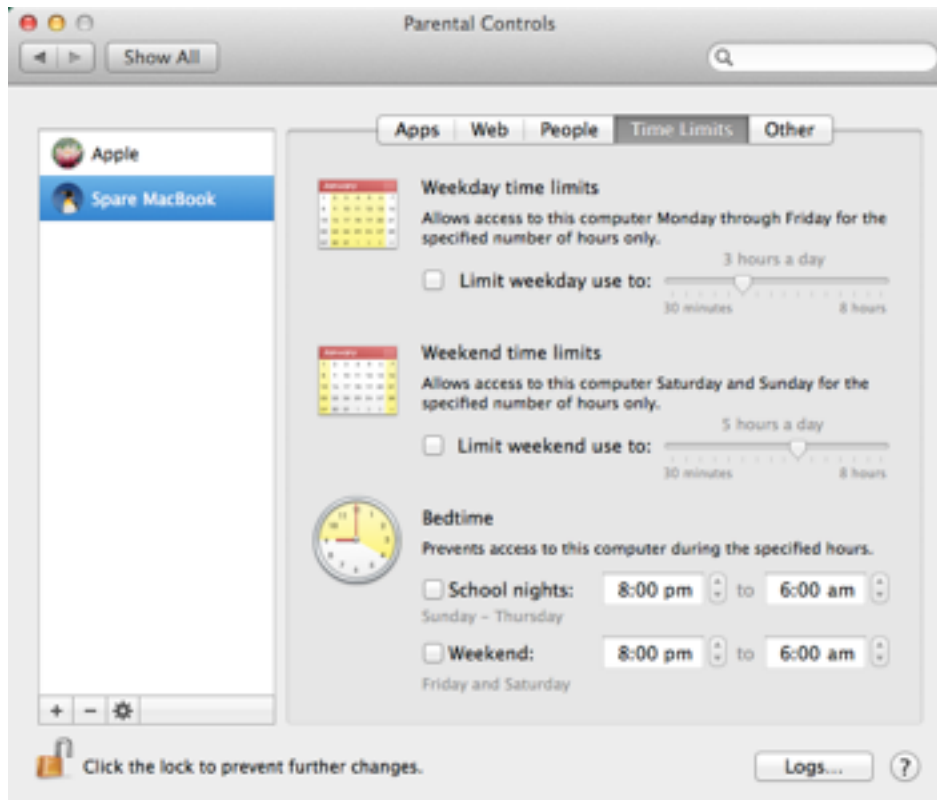 Parental Controls
Show All
Apps Web People Time Limits Other
Apple
Spare MacBook
Weekday time limits
Allows access to this computer Monday through Friday for the
specified number of hours only.
3 hours a day
Limit weekday use to:
30 minutes 8 hours
Weekend time limits
Allows access to this computer Saturday and Sunday for the
specified number of hours only.
5 hours a day
Limit weekend use to:
30 minutes 8 hours
Bedtime
Prevents access to this computer during the specified hours.
School nights: 8:00 pm to 6:00 am
Sunday – Thursday
Weekend: 8:00 pm to 6:00 am
Friday and Saturday
Click the lock to prevent further changes.
Logs... ?